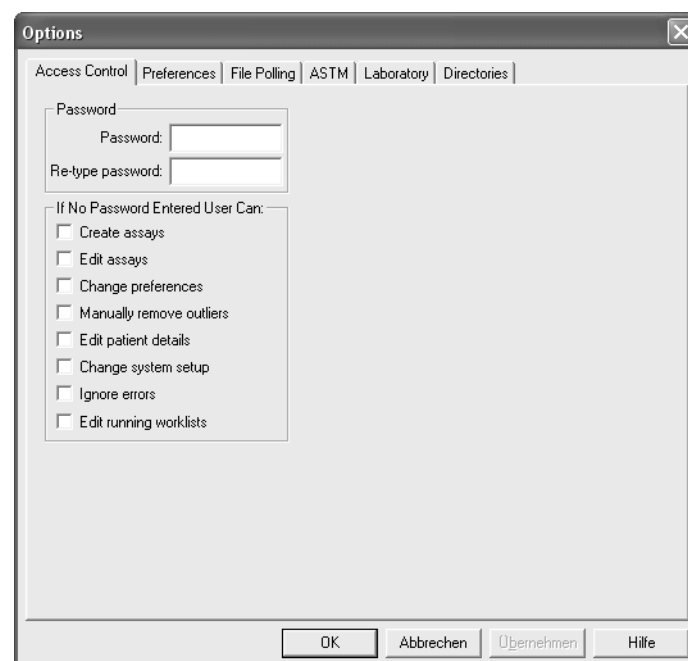 Options
Access Control Preferences File Polling ASTM Laboratory Directories
Password
Password:
Re-type password:
If No Password Entered User Can:
Create assays
Edit assays
Change preferences
Manually remove outliers
Edit patient details
Change system setup
Ignore errors
Edit running worklists
OK Abbrechen Übernehmen Hilfe